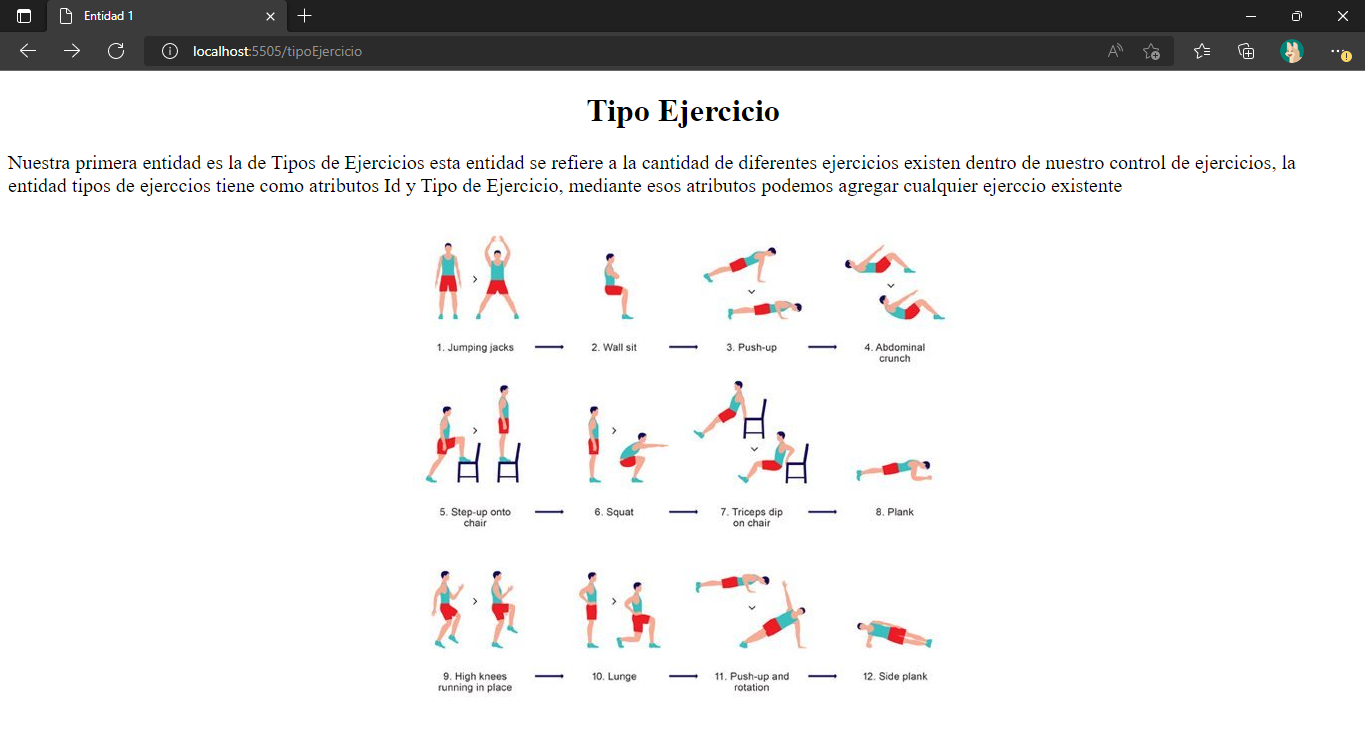 Entidad 1
localhost:5505/tipoEjercicio
Tipo Ejercicio
Nuestra primera entidad es la de Tipos de Ejercicios esta entidad se refiere a la cantidad de diferentes ejercicios existen dentro de nuestro control de ejercicios, la
entidad tipos de ejerccios tiene como atributos Id y Tipo de Ejercicio, mediante esos atributos podemos agregar cualquier ejerccio existente
1. Jumping jacks
2. Wall sit
3. Push-up
4. Abdominal
crunch
5. Step-up onto
chair
6. Squat
7. Triceps dip
on chair
8. Plank
9. High knees
running in place
10. Lunge
11. Push-up and
rotation
12. Side plank